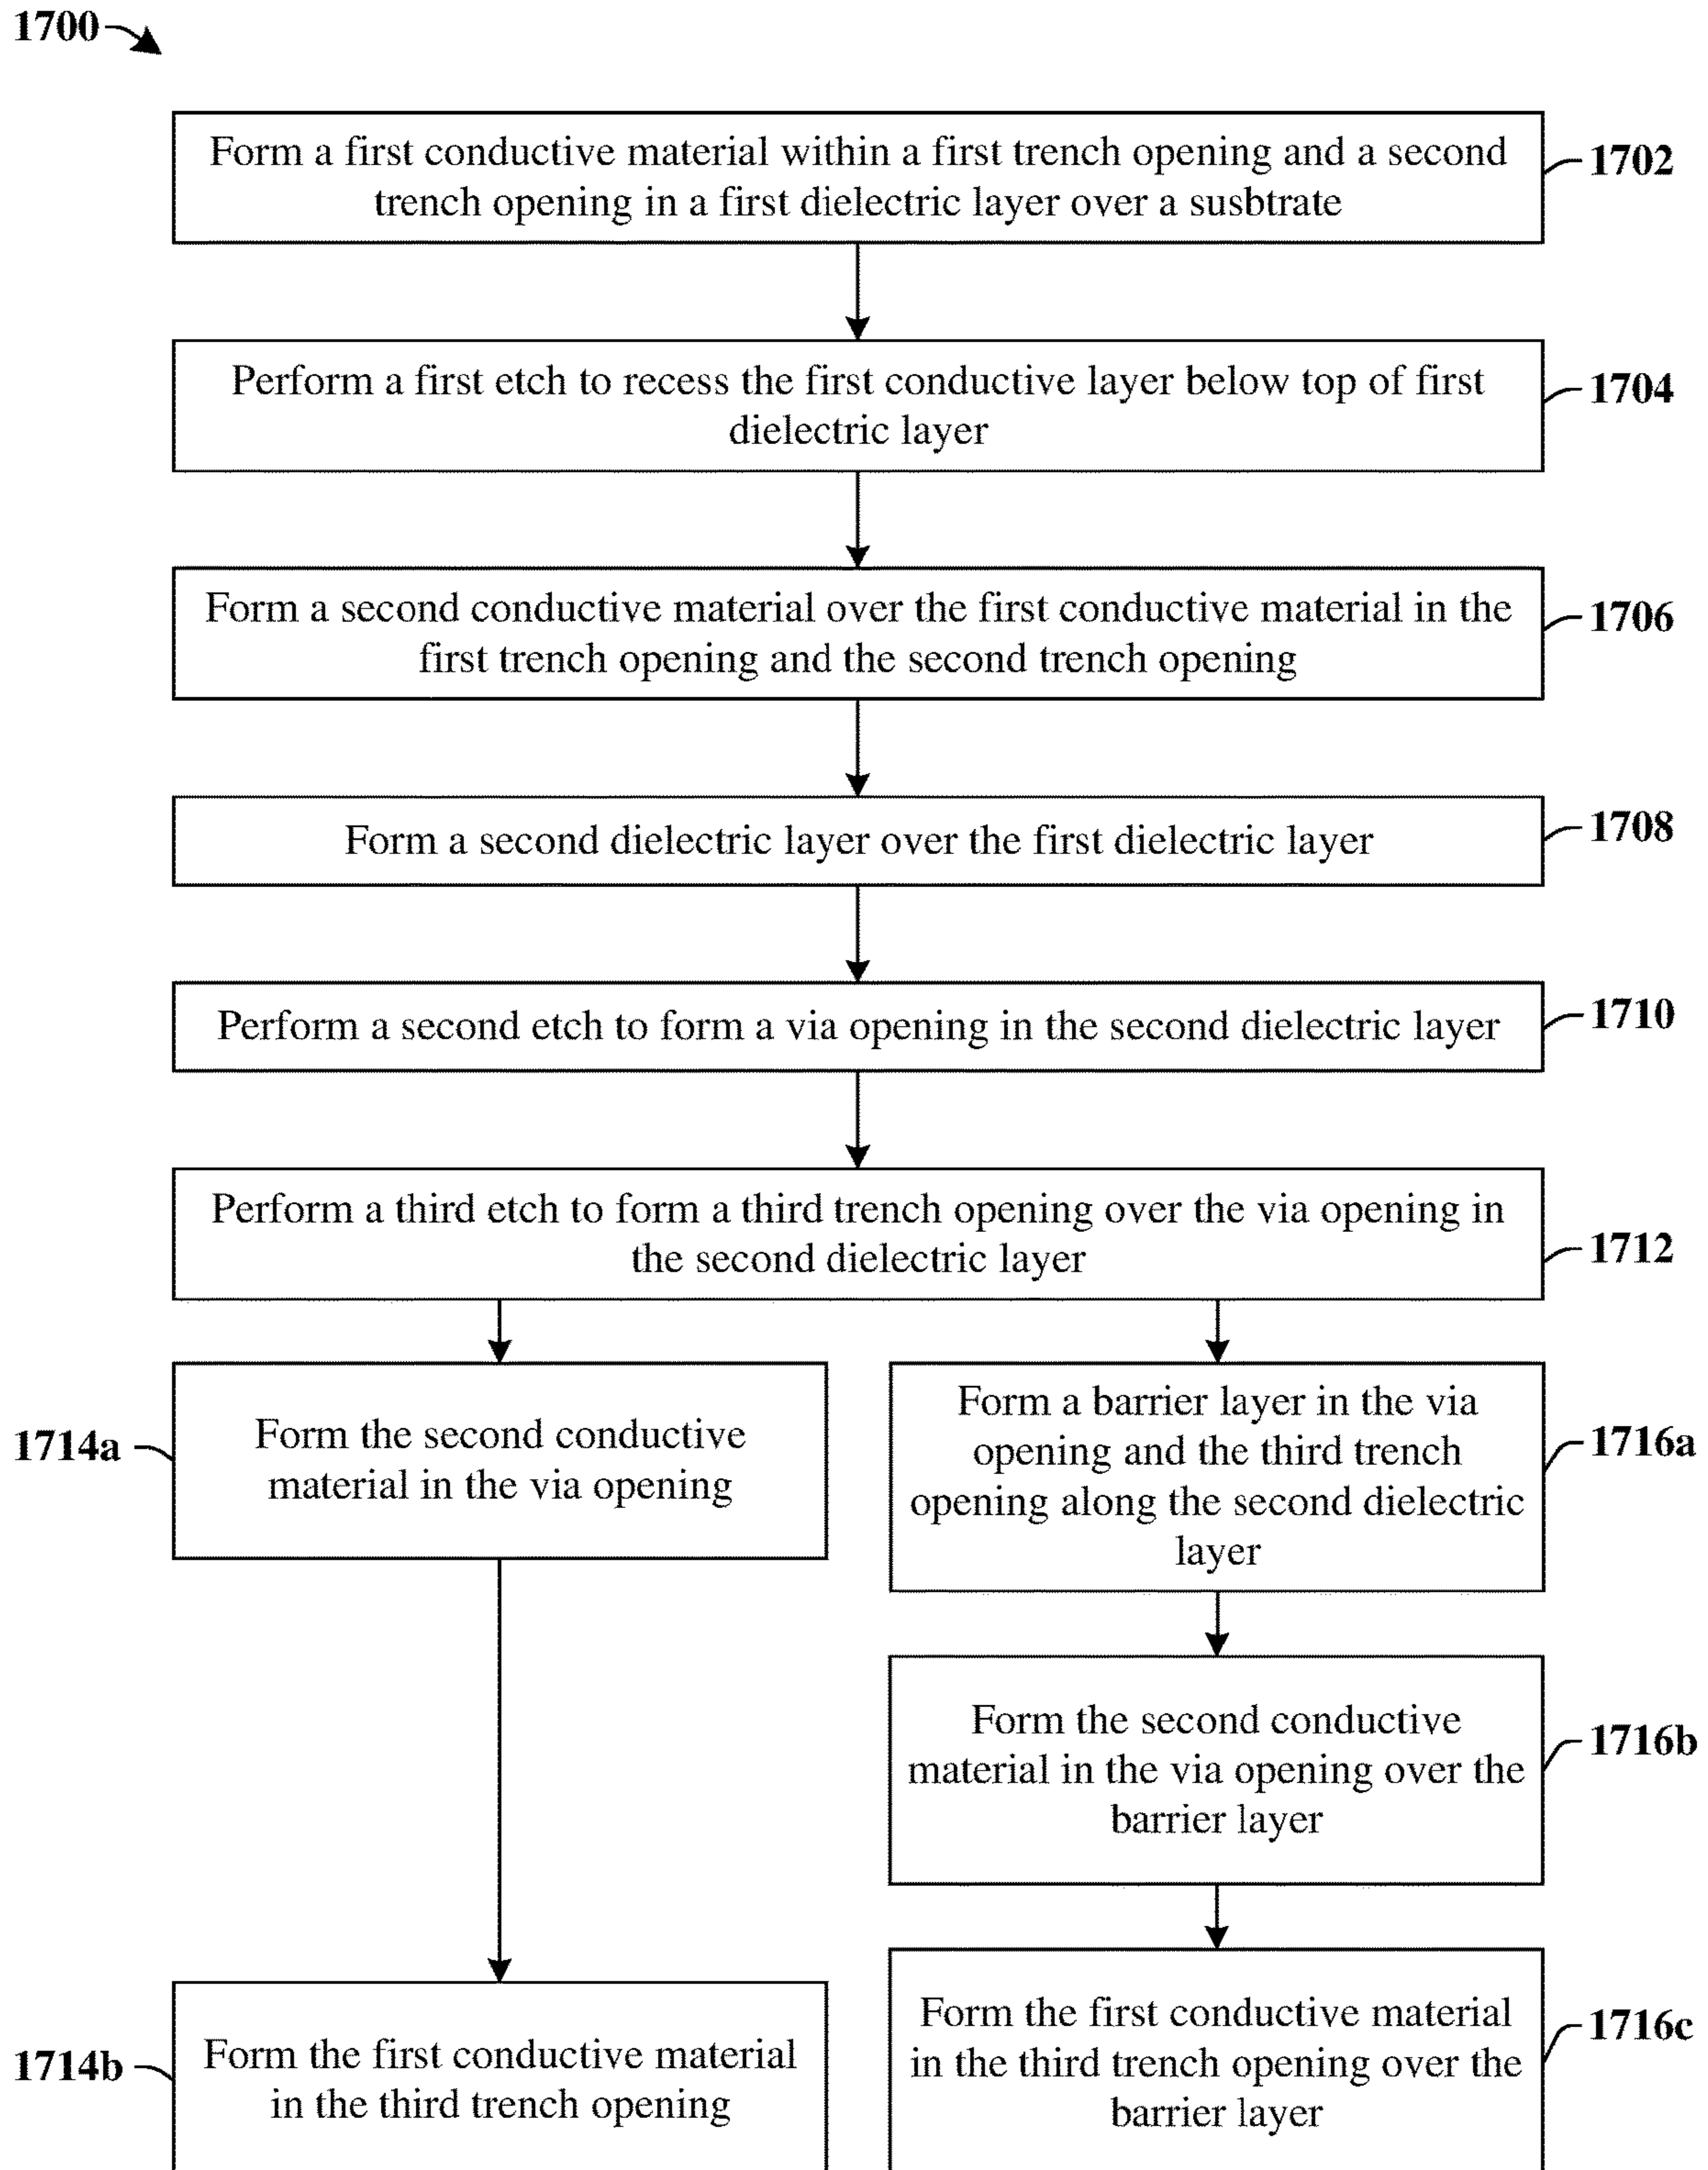 1700
Form a first conductive material within a first trench opening and a second
trench opening in a first dielectric layer over a susbtrate
1702
Perform a first etch to recess the first conductive layer below top of first
dielectric layer
1704
Form a second conductive material over the first conductive material in the
first trench opening and the second trench opening
1706
Form a second dielectric layer over the first dielectric layer
1708
Perform a second etch to form a via opening in the second dielectric layer
1710
Perform a third etch to form a third trench opening over the via opening in
the second dielectric layer
1712
1714a
Form the second conductive
material in the via opening
Form a barrier layer in the via
opening and the third trench
opening along the second dielectric
layer
1716a
Form the second conductive
material in the via opening over the
barrier layer
1716b
1714b
Form the first conductive material
in the third trench opening
Form the first conductive material
in the third trench opening over the
barrier layer
1716c